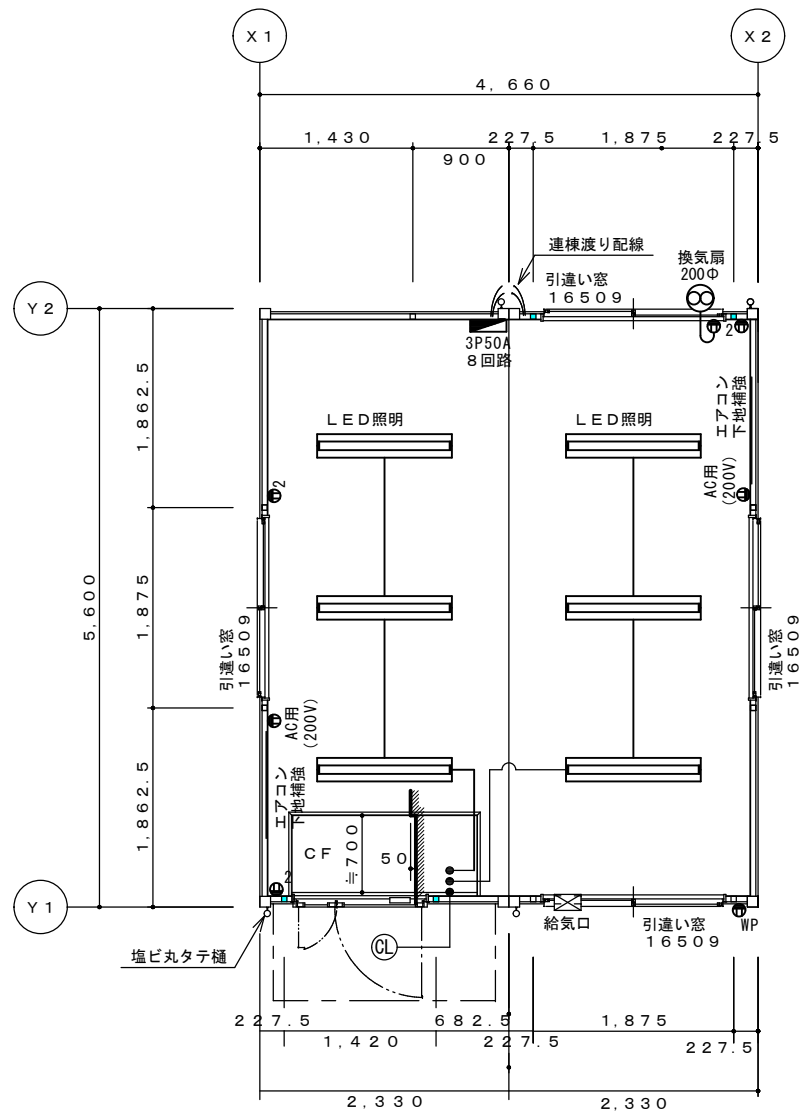 X1
X2
4,660
1,430
227.5
1,875
227.5
900
連棟渡り配線
換気扇
200Φ
引違い窓
16509
Y2
3P50A
8回路
2
1,862.5
LED照明
LED照明
エアコン
下地補強
2
AC用
(200V)
5,600
1,875
引違い窓
16509
引違い窓
16509
AC用
(200V)
1,862.5
エアコン
下地補強
CF
≒700
50
2
Y1
給気口
引違い窓
16509
WP
CL
塩ビ丸タテ樋
227.5
682.5
1,875
1,420
227.5
227.5
2,330
2,330